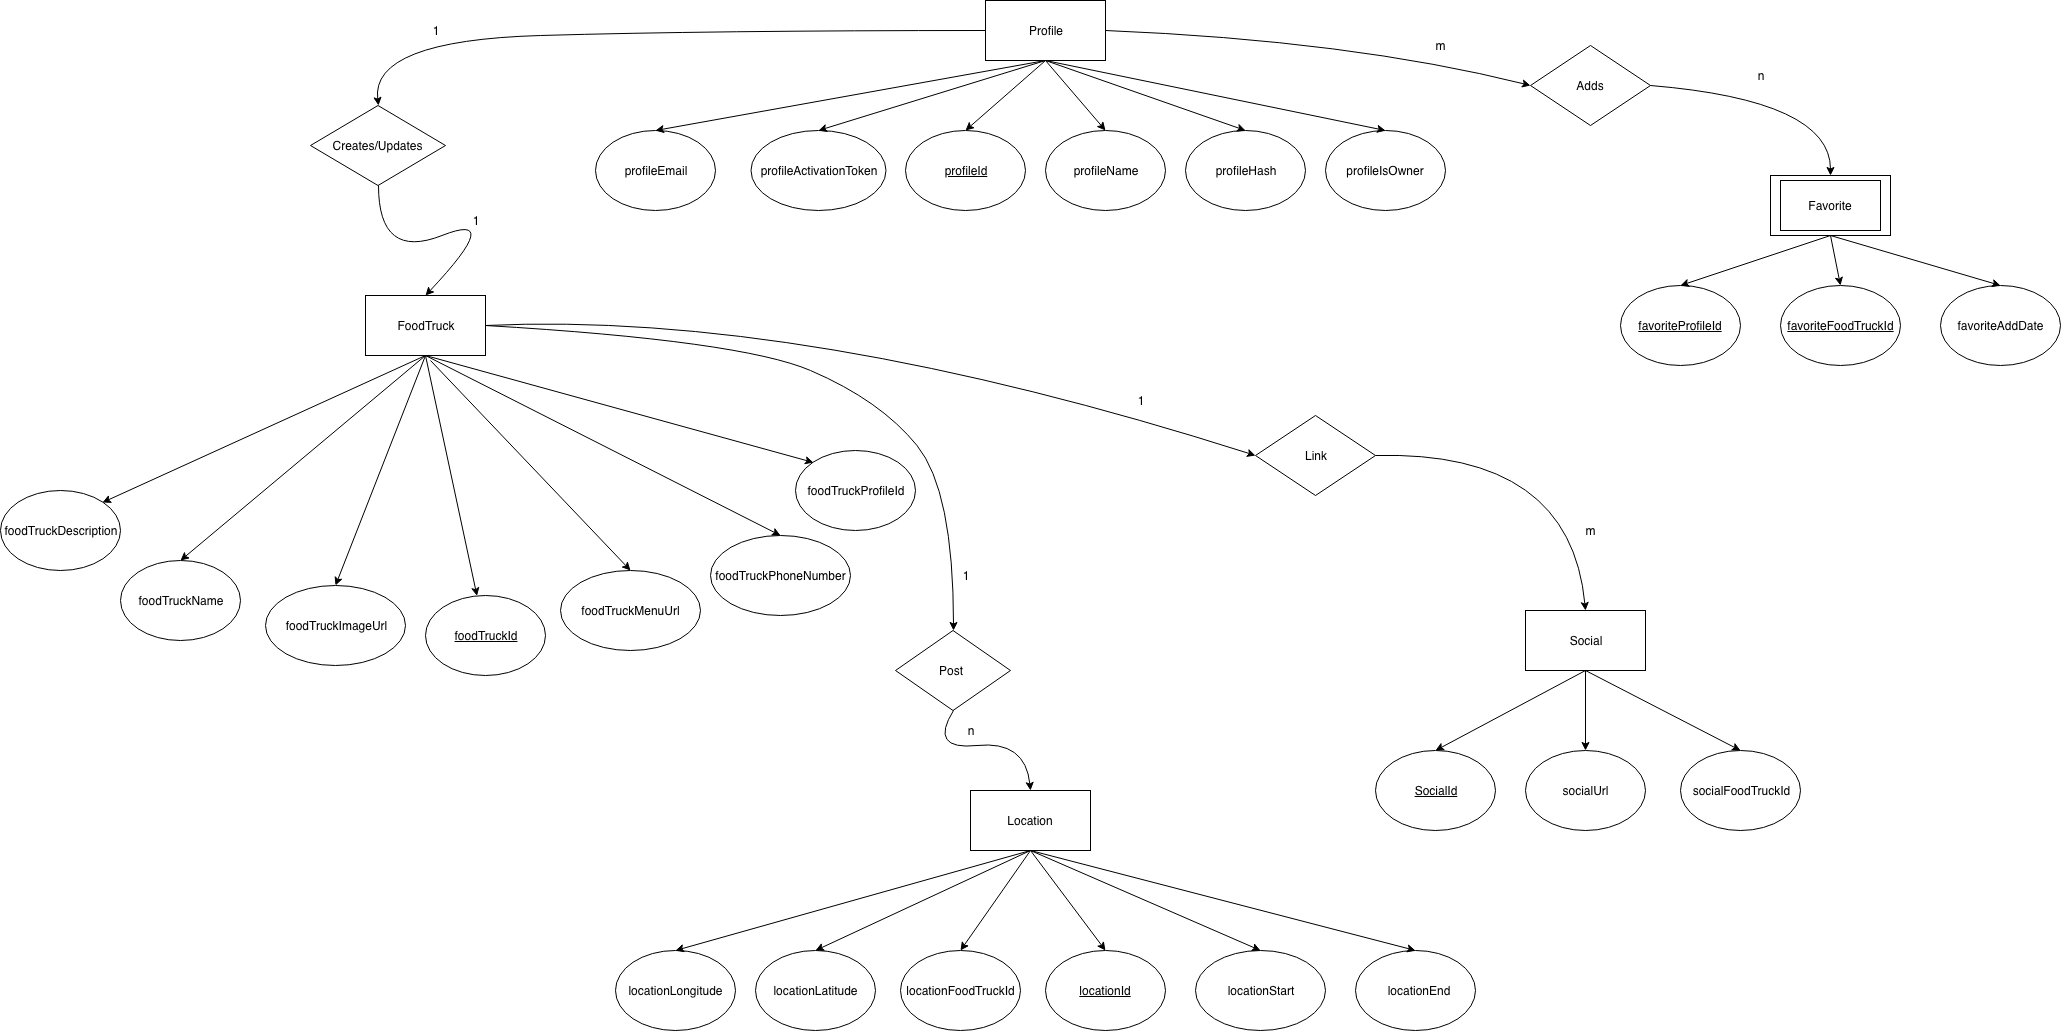 Profile
1
m
Adds
n
Creates/Updates
profileEmail
profileActivationToken
profileId
profileName
profileHash
profileIsOwner
Favorite
1
FoodTruck
favoriteProfileId
favoriteFoodTruckId
favoriteAddDate
1
Link
foodTruckProfileId
foodTruckDescription
m
foodTruckPhoneNumber
1
foodTruckName
foodTruckMenuUrl
foodTruckImageUrl
foodTruckId
Social
Post
n
SocialId
socialUrl
socialFoodTruckId
Location
locationLongitude
locationLatitude
locationFoodTruckId
locationId
locationStart
locationEnd